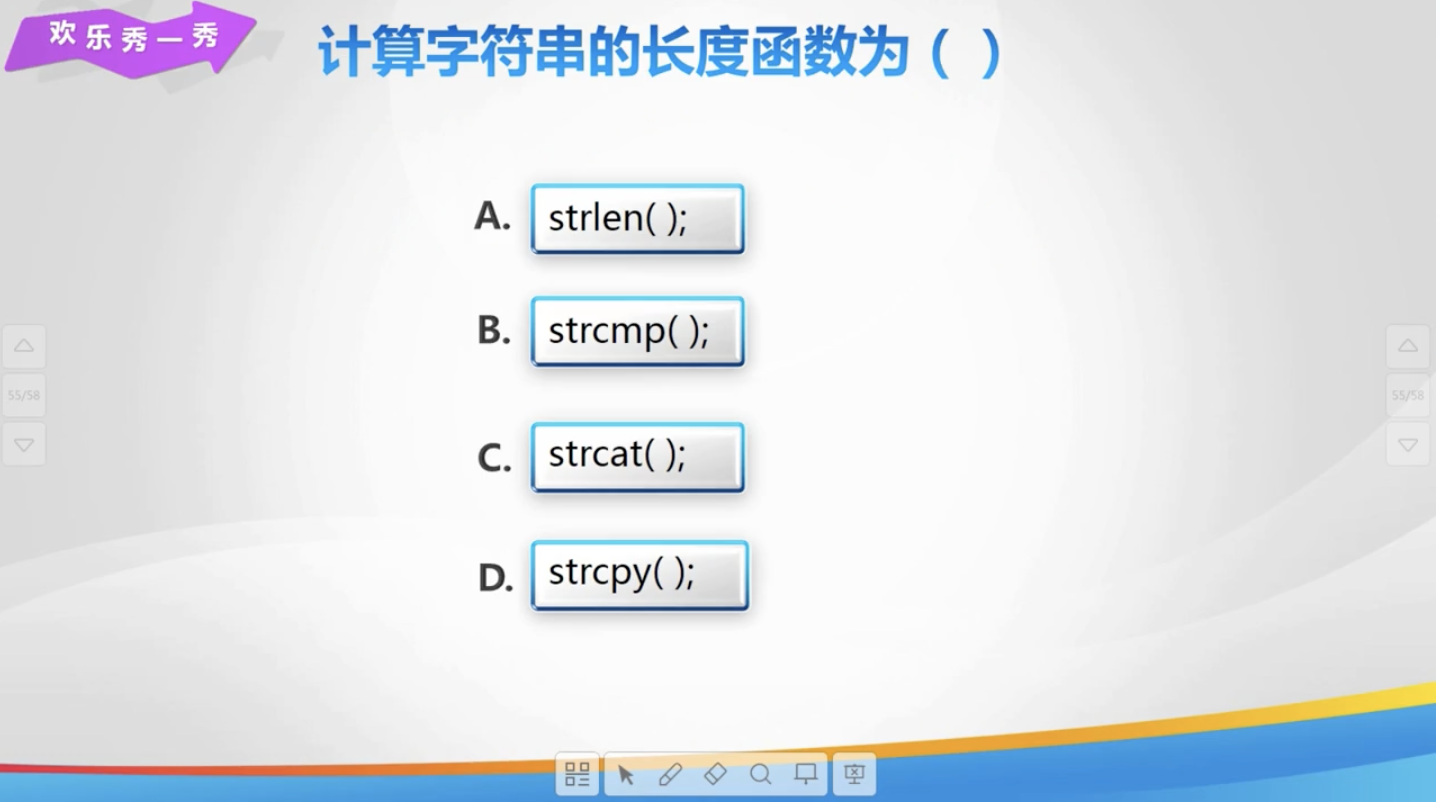 欢乐秀一秀
计算字符串的长度函数为（ ）
A. strlen( );
B. strcmp( );
C. strcat( );
D. strcpy( );
55/58
55/58